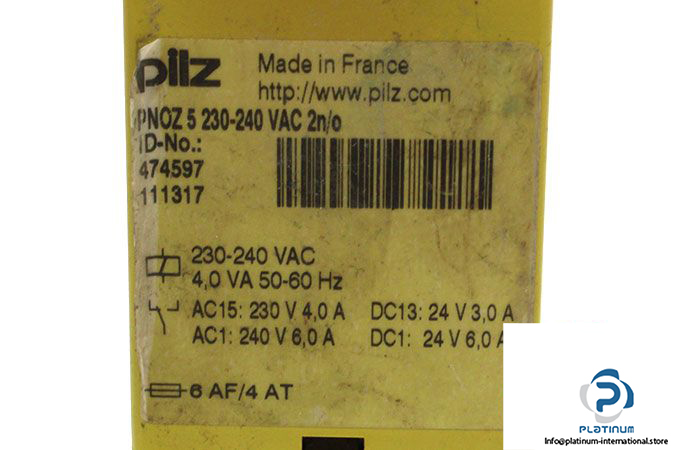 pilz
Made in France
http://www.pilz.com
PNOZ 5 230-240 VAC 2n/o
ID-No.:
474597
111317
230-240 VAC
4,0 VA 50-60 Hz
AC15: 230 V 4,0 A DC13: 24 V 3,0 A
AC1: 240 V 6,0 A DC1: 24 V 6,0 A
6 AF/4 AT
PLATINUM
info@platinum-international.store